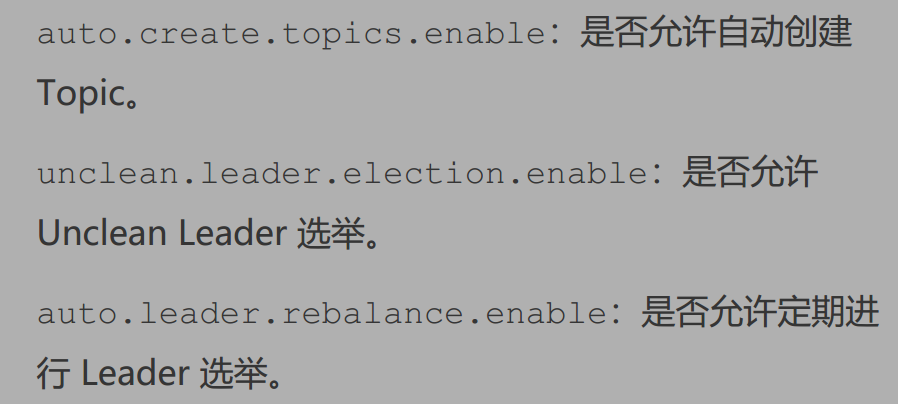 auto.create.topics.enable：是否允许自动创建
Topic。
unclean.leader.election.enable：是否允许
Unclean Leader 选举。
auto.leader.rebalance.enable：是否允许定期进
行 Leader 选举。